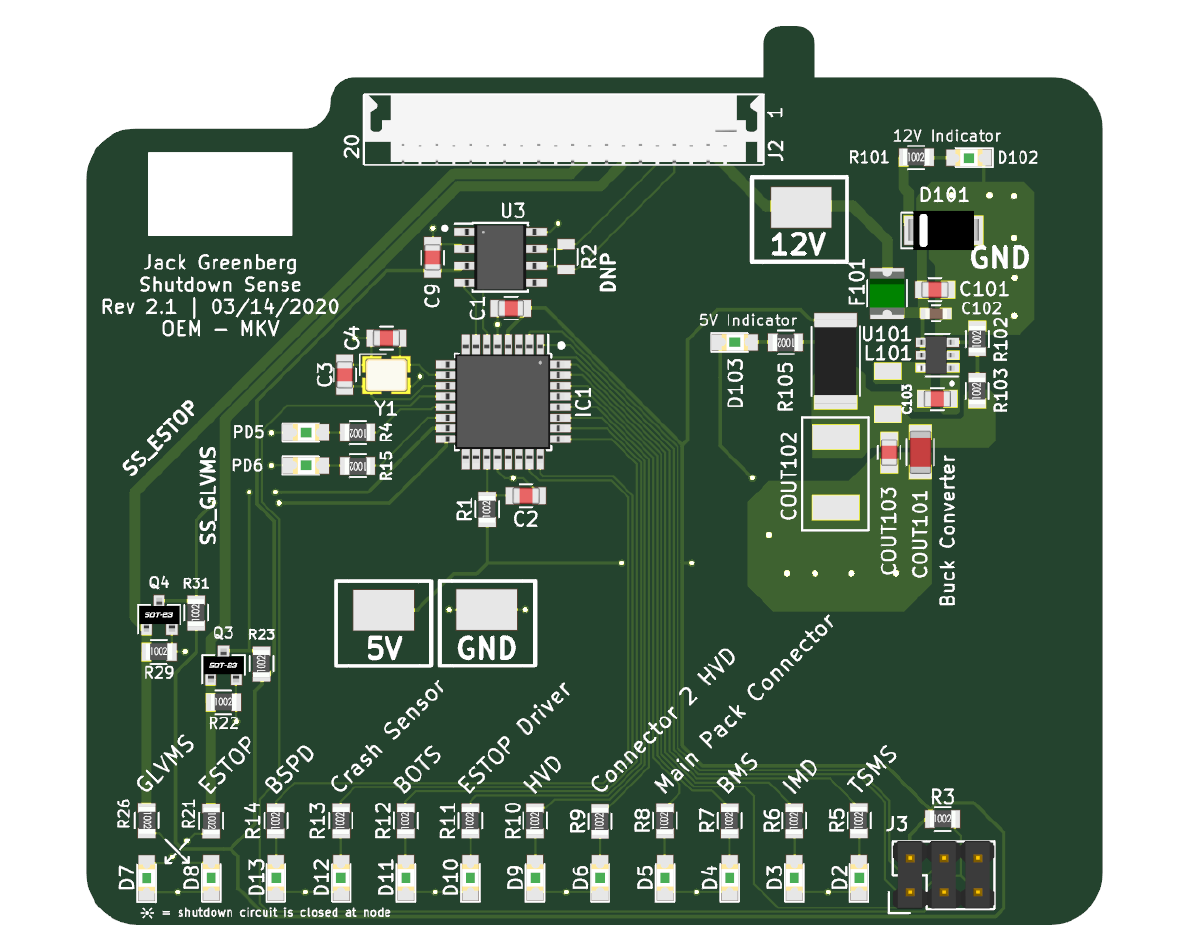 1
20
J2
12V Indicator
R101
1002
D102
D101
U3
12V
GND
R2
DNP
Jack Greenberg
Shutdown Sense
Rev 2.1 | 03/14/2020
OEM - MKV
C9
C1
F101
C101
C102
5V Indicator
U101
L101
R102
C4
C3
Y1
IC1
D103
R105
1002
C103
R103
SS_ESTOP
PD5
1002
R4
PD6
1002
R15
SS_GLVMS
COUT102
COUT103
COUT101
Buck Converter
R1
1002
C2
Q4
R31
SOT-23
1002
1002
R29
Q3
R23
SOT-23
1002
1002
R22
5V
GND
GLVMS
ESTOP
BSPD
Crash Sensor
BOTS
ESTOP Driver
HVD
Connector 2 HVD
Main Pack Connector
BMS
IMD
TSMS
R26
R21
R14
R13
R12
R11
R10
R9
R8
R7
R6
R5
R3
1002
J3
D7
D8
D13
D12
D11
D10
D9
D6
D5
D4
D3
D2
= shutdown circuit is closed at node